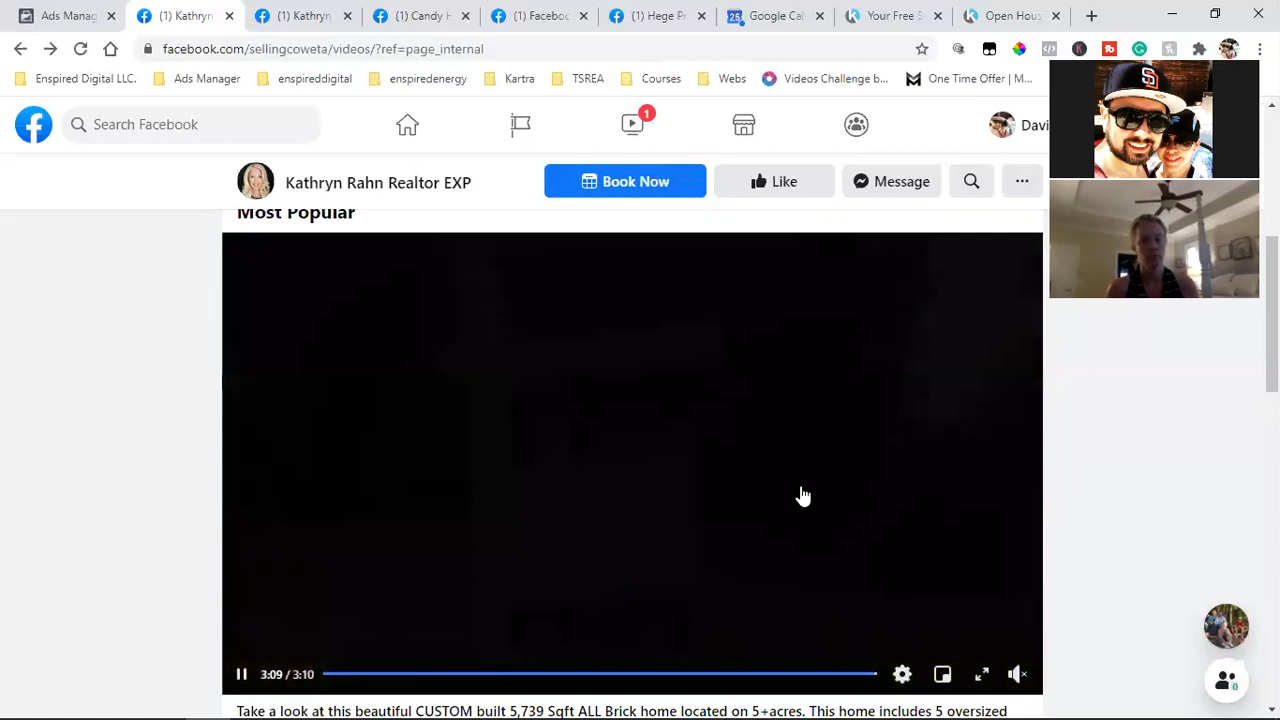 Ads Manag
(1) Kathryn
(1) Kathryn
(1) Candy H
(1) Faceboo
(1) Hege Pr
25
Google Cal
Your Free S
Open Hous
facebook.com/sellingcoweta/videos/?ref=page_internal
Enspired Digital LLC.
Ads Manager
enspireddigital
enspiredre
Kartra
TSREA
Courses
Webs
Videos Challenge B...
One Time Offer | M...
Search Facebook
1
Davi
Kathryn Rahn Realtor EXP
Book Now
Like
Message
Most Popular
3:09 / 3:10
Take a look at this beautiful CUSTOM built 5,739 Sqft ALL Brick home located on 5+acres. This home includes 5 oversized